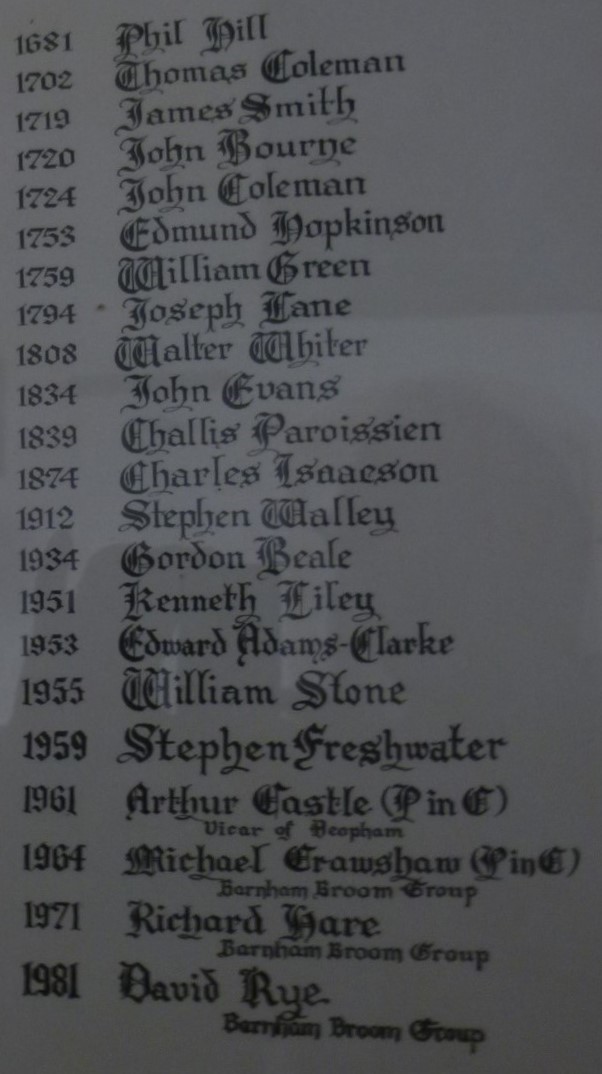 1681 Phil Hill
1702 Thomas Coleman
1719 James Smith
1720 John Bourne
1724 John Coleman
1753 Edmund Hopkinson
1759 William Green
1794 Joseph Lane
1808 Walter Whiter
1834 John Evans
1839 Challis Paroissien
1874 Charles Isaacson
1912 Stephen Walley
1934 Gordon Beale
1951 Kenneth Liley
1953 Edward Adams-Clarke
1955 William Stone
1959 Stephen Freshwater
1961 Arthur Castle (P in C)
Vicar of
1964 Michael Crawshaw (P in C)
Barnham Broom Group
1971 Richard Hare
Barnham Broom Group
1981 David Rye
Barnham Broom Group